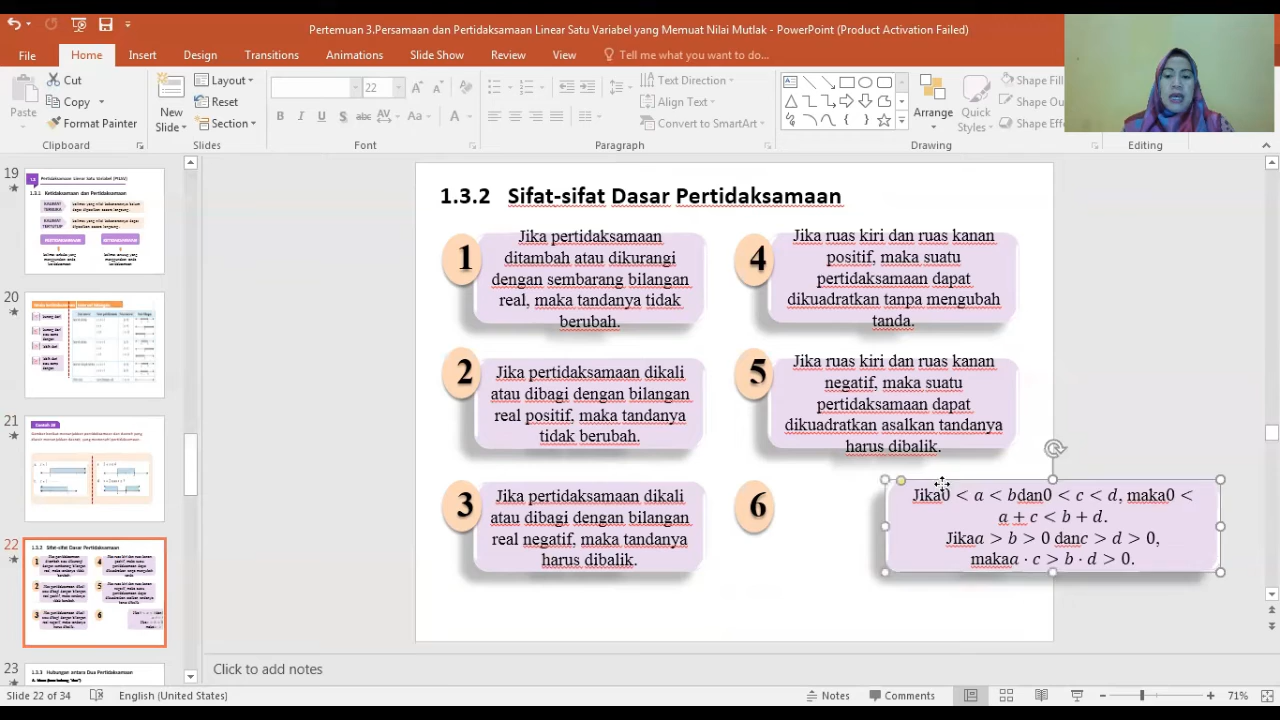 Pertemuan 3.Persamaan dan Pertidaksamaan Linear Satu Variabel yang Memuat Nilai Mutlak - PowerPoint (Product Activation Failed)
File Home Insert Design Transitions Animations Slide Show Review View Tell me what you want to do...
Cut
Copy
Format Painter
Paste
Clipboard
New
Slide
Layout
Reset
Section
Slides
22
Font
Text Direction
Align Text
Convert to SmartArt
Paragraph
Arrange
Quick
Styles
Shape Fill
Shape Ou
Shape Effe
Drawing
Editing
19
20
21
22
23
1.3.2 Sifat-sifat Dasar Pertidaksamaan
1
Jika pertidaksamaan
ditambah atau dikurangi
dengan sembarang bilangan
real, maka tandanya tidak
berubah.
2
Jika pertidaksamaan dikali
atau dibagi dengan bilangan
real positif, maka tandanya
tidak berubah.
3
Jika pertidaksamaan dikali
atau dibagi dengan bilangan
real negatif, maka tandanya
harus dibalik.
4
Jika ruas kiri dan ruas kanan
positif, maka suatu
pertidaksamaan dapat
dikuadratkan tanpa mengubah
tanda.
5
Jika ruas kiri dan ruas kanan
negatif, maka suatu
pertidaksamaan dapat
dikuadratkan asalkan tandanya
harus dibalik.
6
Jika0 < a < bdan0 < c < d, maka0 <
a + c < b + d.
Jikaa > b > 0 danc > d > 0,
makaa · c > b · d > 0.
Click to add notes
Slide 22 of 34 English (United States) Notes Comments 71%